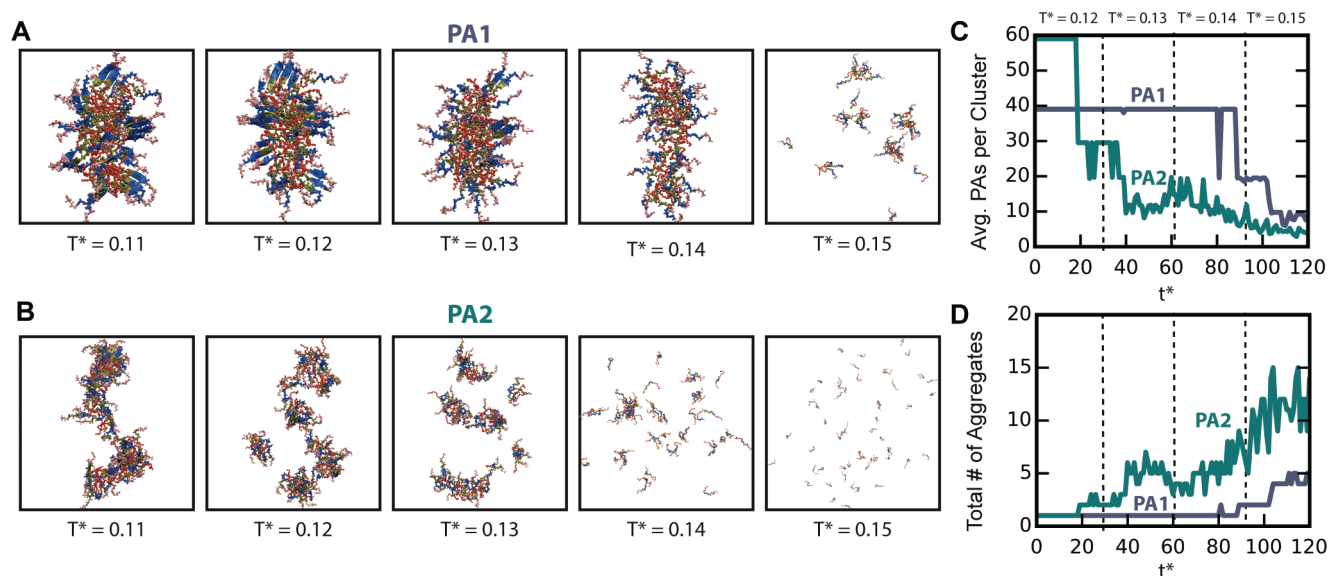 A
PA1
T* = 0.11
T* = 0.12
T* = 0.13
T* = 0.14
T* = 0.15
B
PA2
T* = 0.11
T* = 0.12
T* = 0.13
T* = 0.14
T* = 0.15
C
T* = 0.12 T* = 0.13 T* = 0.14 T* = 0.15
Avg. PAs per Cluster
60
50
40
30
20
10
0
PA1
PA2
0 20 40 60 80 100 120
t*
D
Total # of Aggregates
20
15
10
5
0
PA2
PA1
0 20 40 60 80 100 120
t*